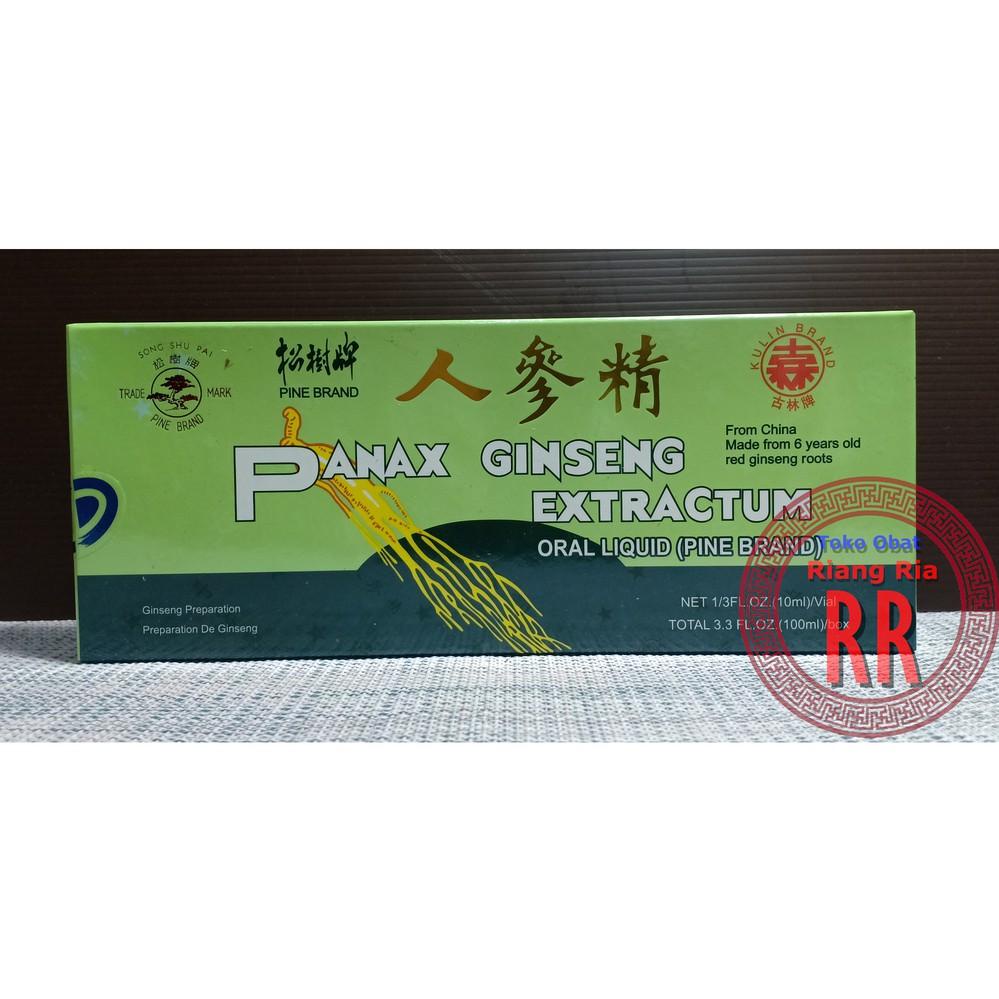 SONG SHU PAI
松樹牌
TRADE MARK
PINE BRAND
松樹牌
PINE BRAND
人參精
KULIN BRAND
古林牌
From China
Made from 6 years old
red ginseng roots
PANAX GINSENG
EXTRACTUM
ORAL LIQUID (PINE BRAND)
Ginseng Preparation
Preparation De Ginseng
NET 1/3FL.OZ.(10ml)/Vial
TOTAL 3.3 FL.OZ.(100ml)/box
Toko Obat
Riang Ria
RR